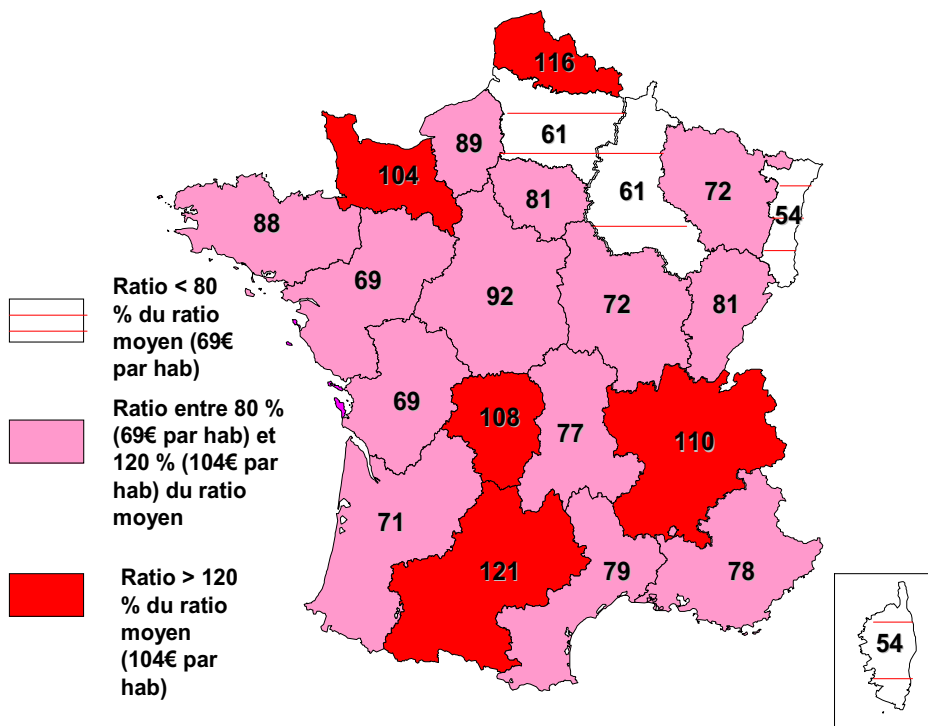 116
61
89
104
61
72
81
54
88
69
92
72
81
Ratio < 80
% du ratio
moyen (69€
par hab)
69
108
77
110
Ratio entre 80 %
(69€ par hab) et
120 % (104€ par
hab) du ratio
moyen
71
121
79
78
Ratio > 120
% du ratio
moyen
(104€ par
hab)
54